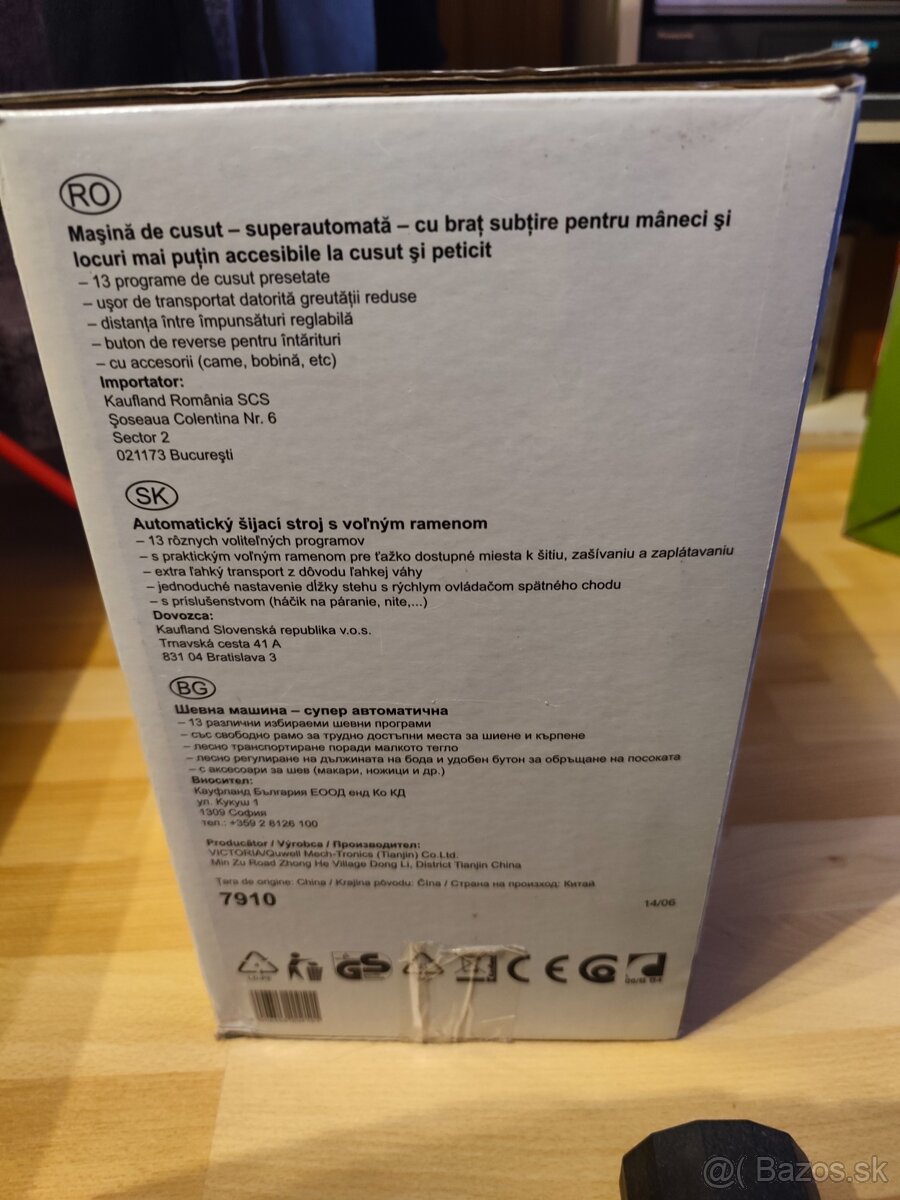 RO
Maşină de cusut – superautomată – cu braţ subţire pentru mâneci şi
locuri mai puţin accesibile la cusut şi peticit
– 13 programe de cusut presetate
– uşor de transportat datorită greutăţii reduse
– distanţa între împunsături reglabilă
– buton de reverse pentru întărituri
– cu accesorii (came, bobină, etc)
Importator:
Kaufland România SCS
Şoseaua Colentina Nr. 6
Sector 2
021173 Bucureşti
SK
Automatický šijací stroj s voľným ramenom
– 13 rôznych voliteľných programov
– s praktickým voľným ramenom pre ťažko dostupné miesta k šitiu, zašívaniu a zaplátavaniu
– extra ľahký transport z dôvodu ľahkej váhy
– jednoduché nastavenie dĺžky stehu s rýchlym ovládačom spätného chodu
– s príslušenstvom (háčik na páranie, nite,...)
Dovozca:
Kaufland Slovenská republika v.o.s.
Trnavská cesta 41 A
831 04 Bratislava 3
BG
Шевна машина – супер автоматична
– 13 различни избираеми шевни програми
– със свободно рамо за трудно достъпни места за шиене и кърпене
– лесно транспортиране поради малкото тегло
– лесно регулиране на дължината на бода и удобен бутон за обръщане на посоката
– с аксесоари за шев (макари, ножици и др.)
Вносител:
Кауфланд България ЕООД енд Ко КД
ул. Кукуш 1
1309 София
тел.: +359 2 8126 100
Producător / Výrobca / Производител:
VICTORIA/Quwell Mech-Tronics (Tianjin) Co.Ltd.
Min Zu Road Zhong He Village Dong Li, District Tianjin China
Ţara de origine: China / Krajina pôvodu: Čína / Страна на произход: Китай
7910
14/06
GS
CE
@( Bazos.sk